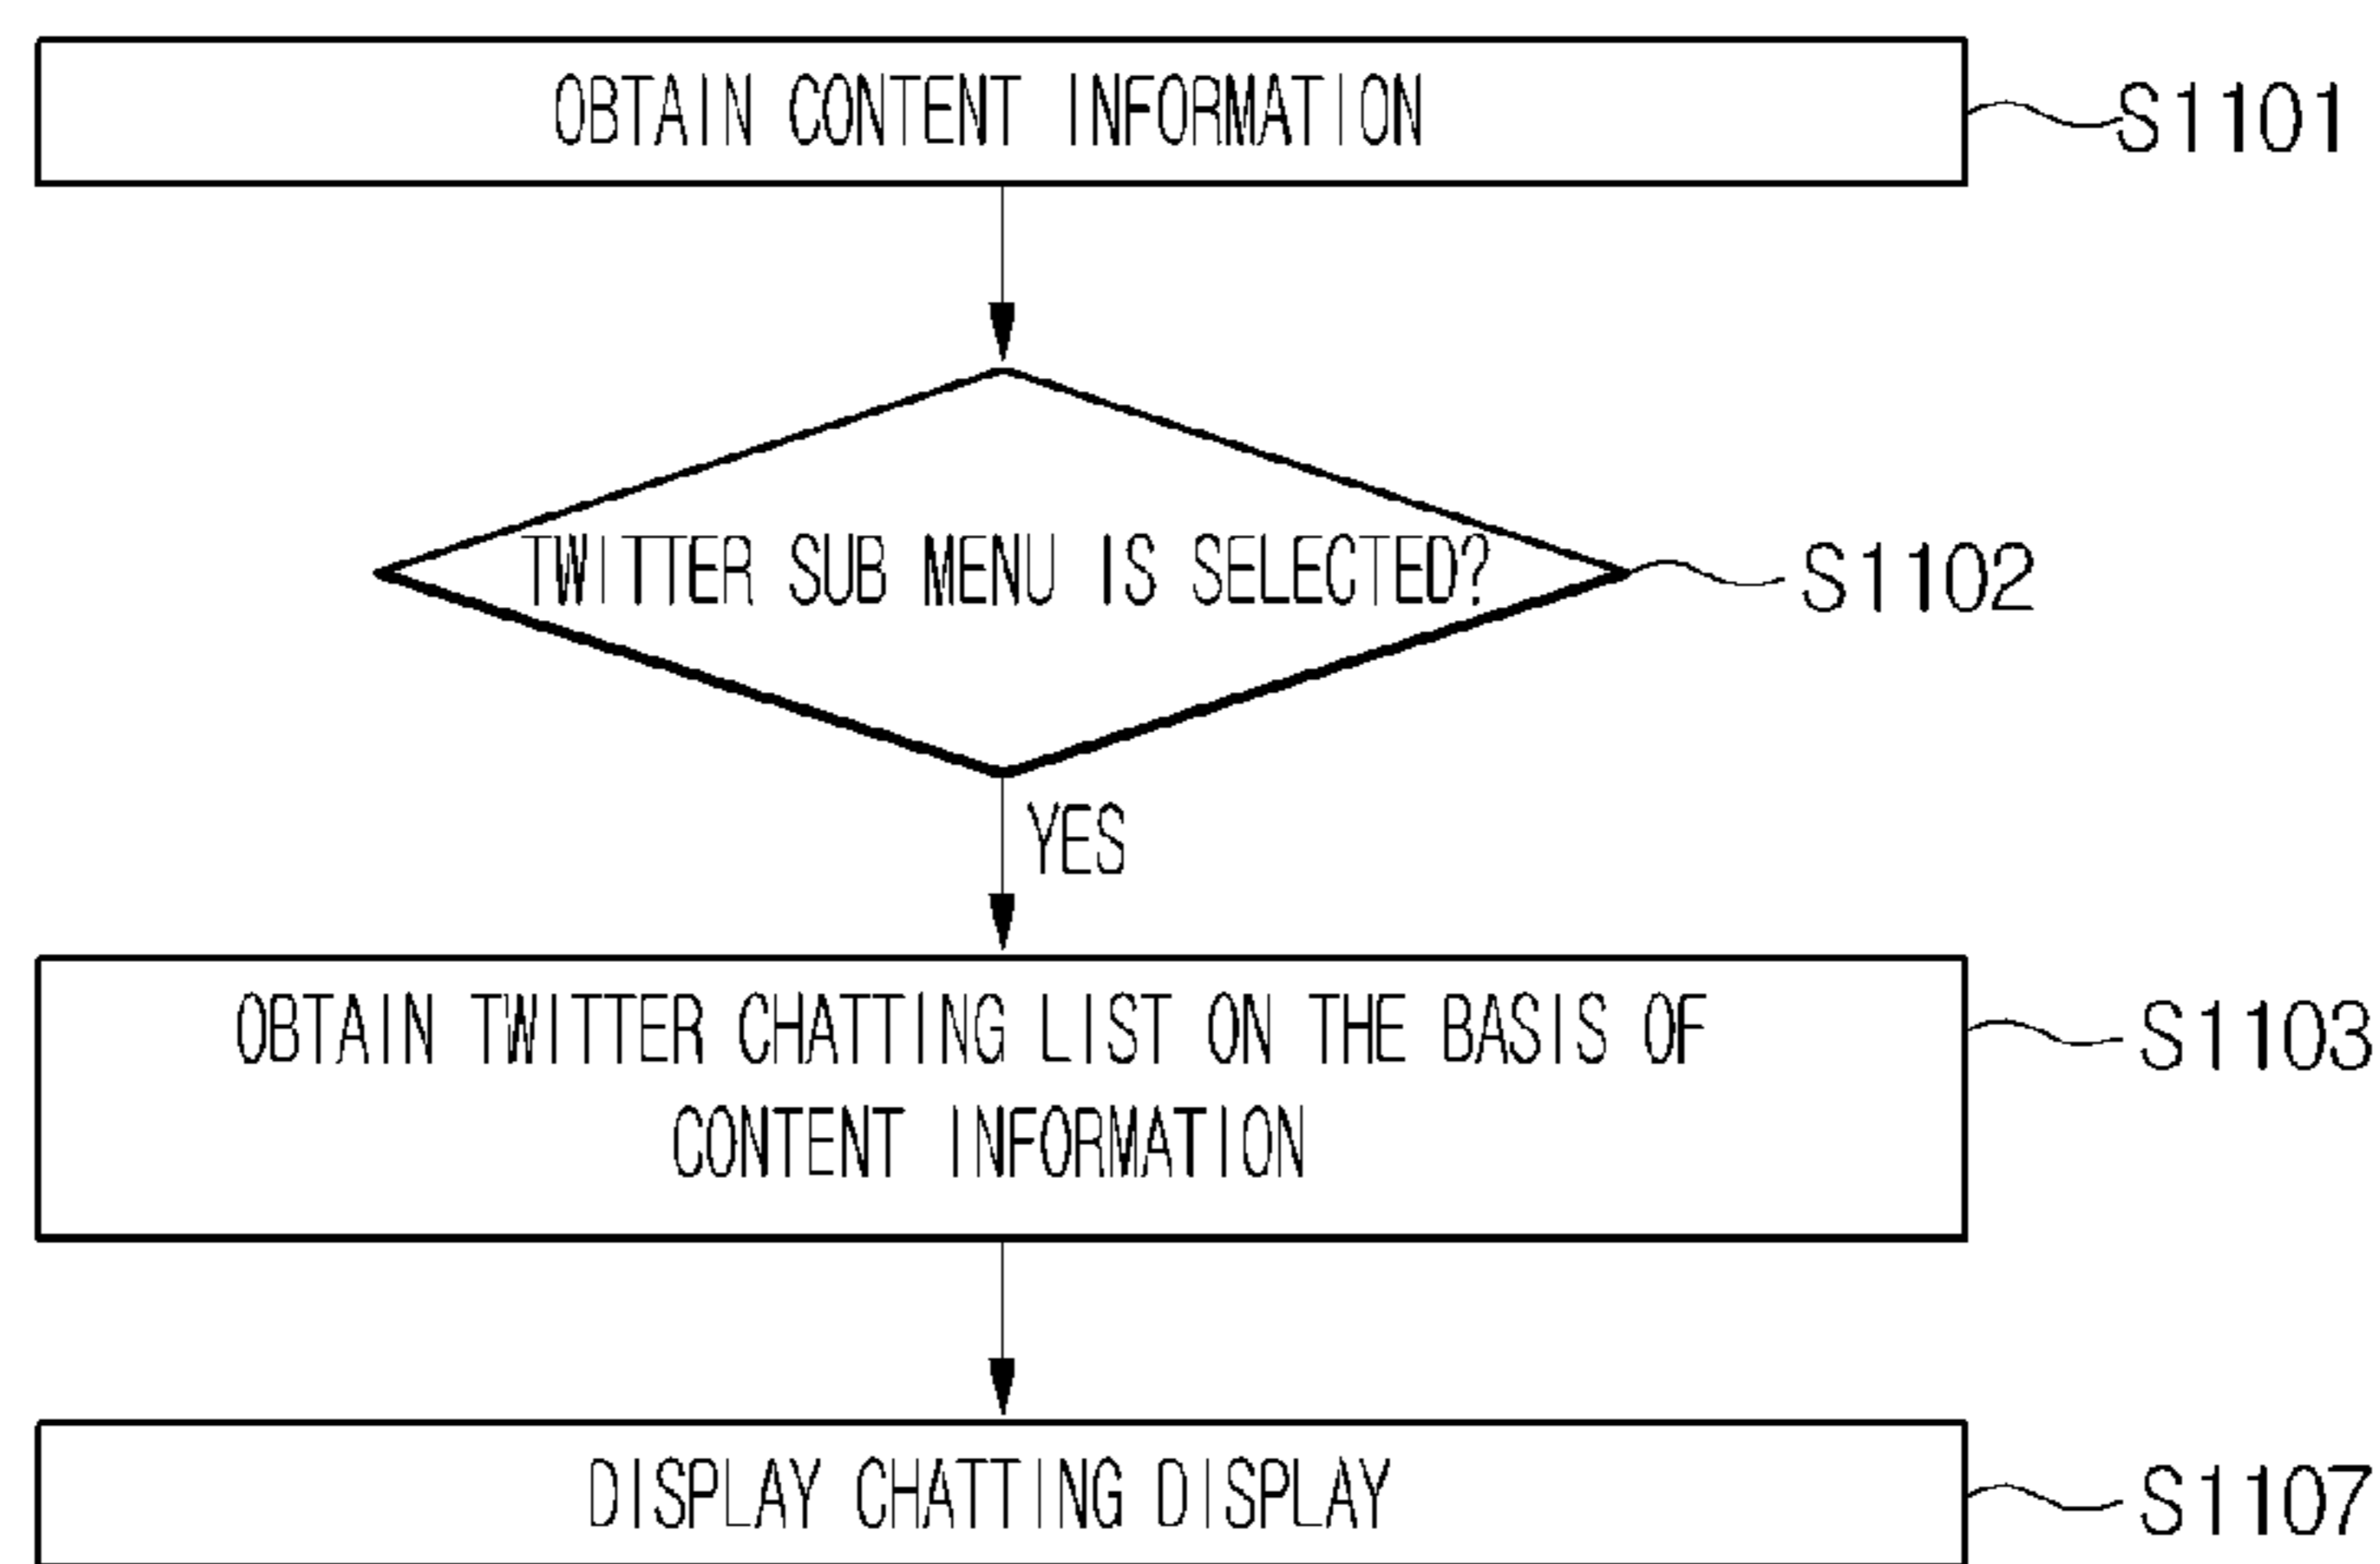 OBTAIN CONTENT INFORMATION
S1101
TWITTER SUB MENU IS SELECTED?
S1102
YES
OBTAIN TWITTER CHATTING LIST ON THE BASIS OF
CONTENT INFORMATION
S1103
DISPLAY CHATTING DISPLAY
S1107